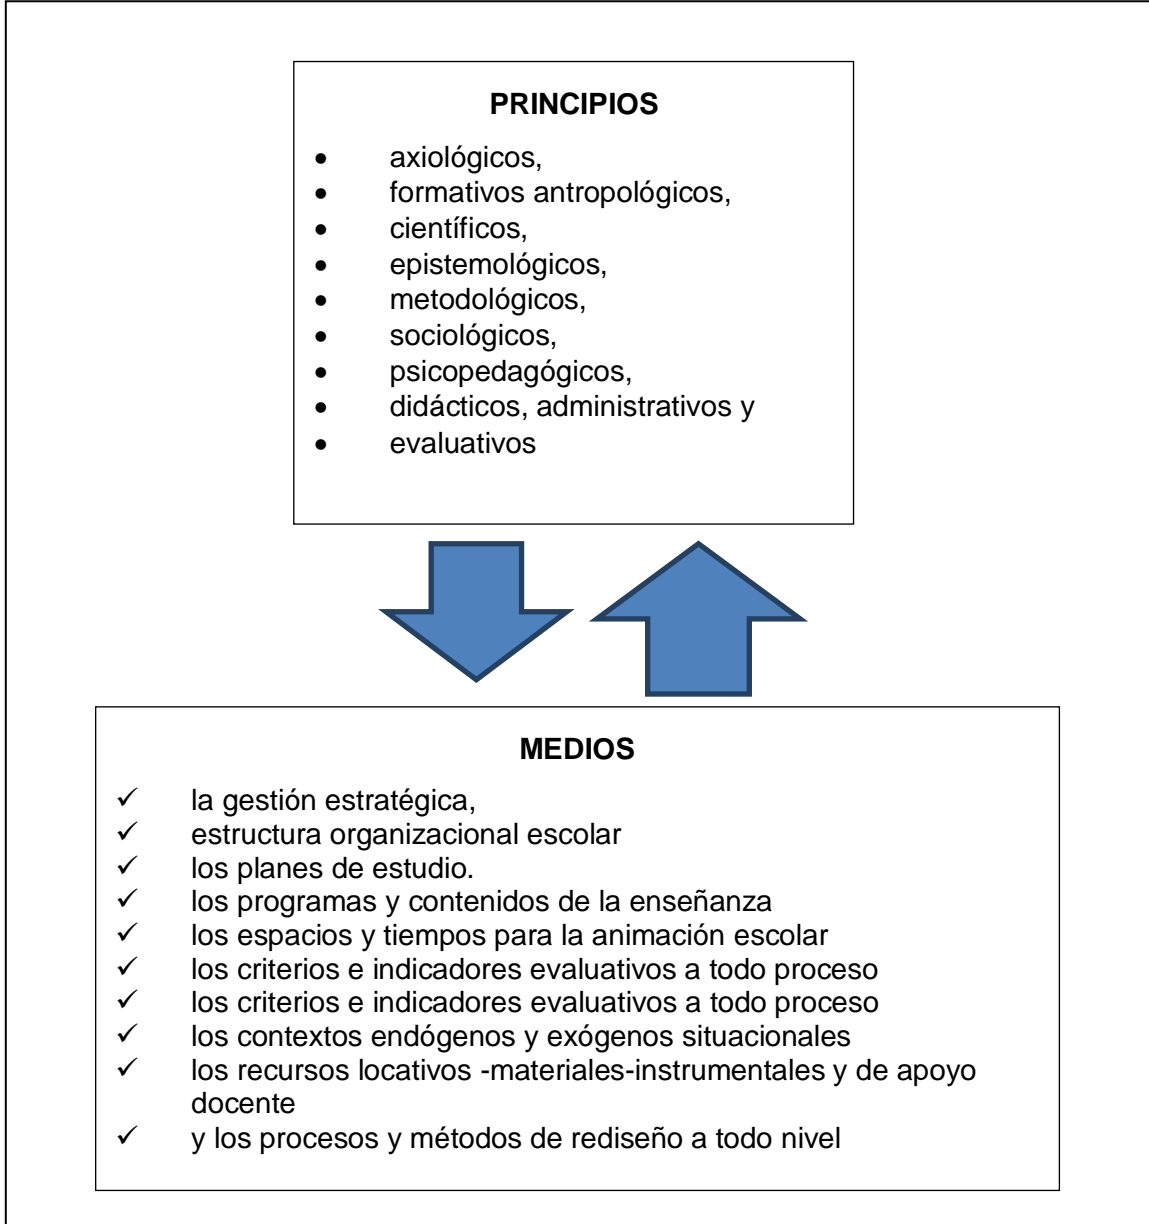 PRINCIPIOS
• axiológicos,
• formativos antropológicos,
• científicos,
• epistemológicos,
• metodológicos,
• sociológicos,
• psicopedagógicos,
• didácticos, administrativos y
• evaluativos
MEDIOS
✓ la gestión estratégica,
✓ estructura organizacional escolar
✓ los planes de estudio.
✓ los programas y contenidos de la enseñanza
✓ los espacios y tiempos para la animación escolar
✓ los criterios e indicadores evaluativos a todo proceso
✓ los criterios e indicadores evaluativos a todo proceso
✓ los contextos endógenos y exógenos situacionales
✓ los recursos locativos -materiales-instrumentales y de apoyo
docente
✓ y los procesos y métodos de rediseño a todo nivel